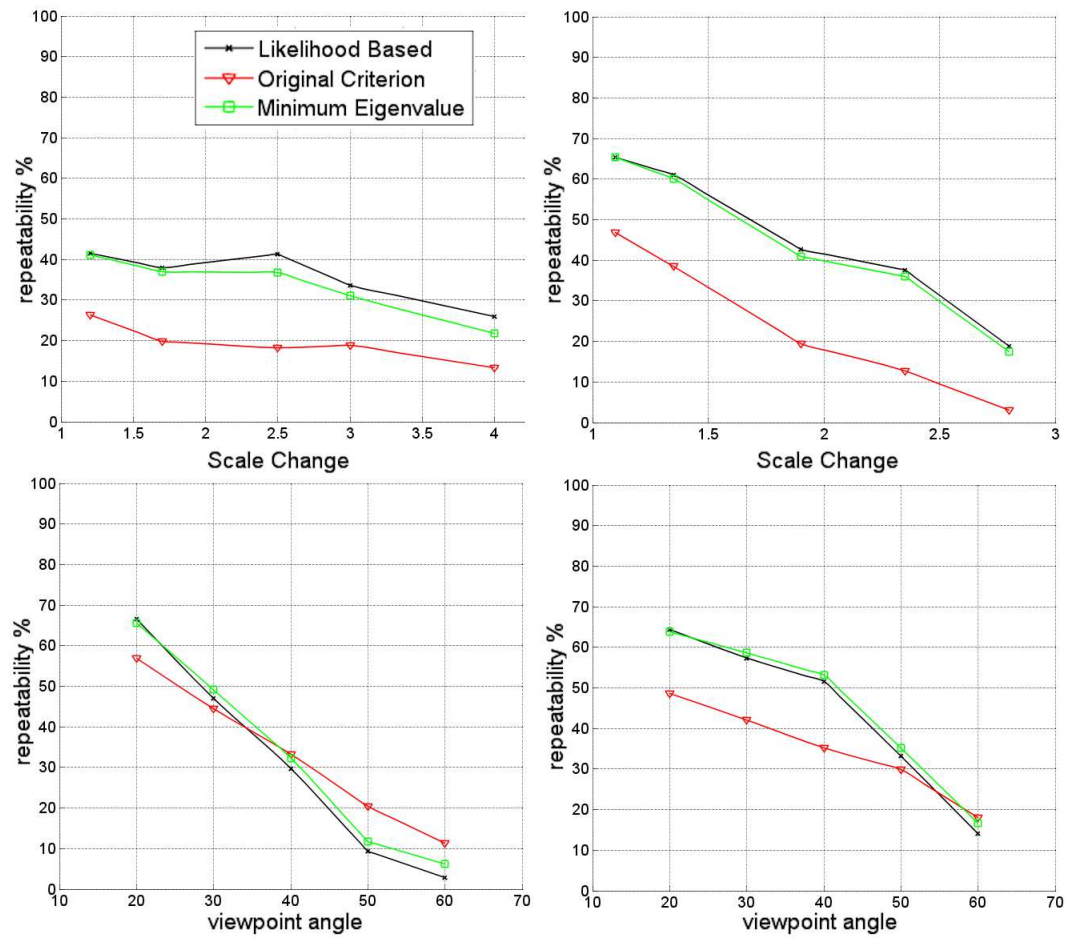 100
90
80
70
60
50
40
30
20
10
0
repeatability %
Likelihood Based
Original Criterion
Minimum Eigenvalue
1 1.5 2 2.5 3 3.5 4
Scale Change
100
90
80
70
60
50
40
30
20
10
0
repeatability %
1 1.5 2 2.5 3
Scale Change
100
90
80
70
60
50
40
30
20
10
0
repeatability %
10 20 30 40 50 60 70
viewpoint angle
100
90
80
70
60
50
40
30
20
10
0
repeatability %
10 20 30 40 50 60 70
viewpoint angle